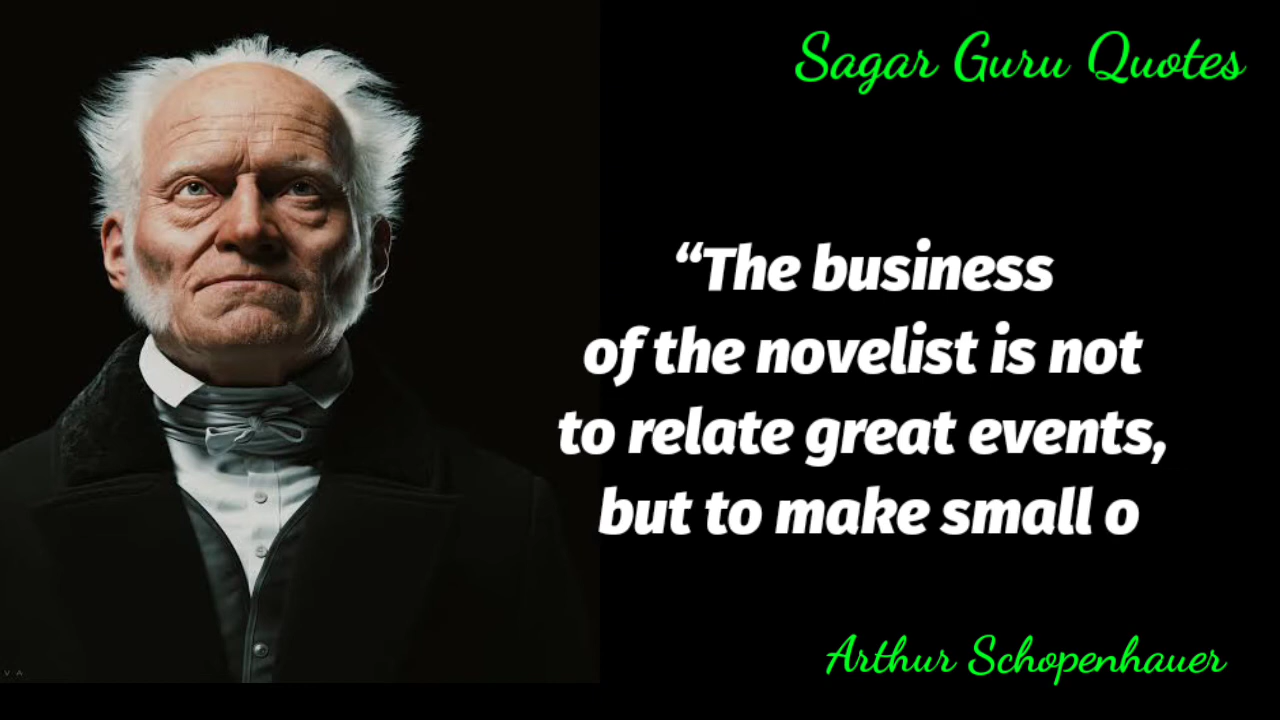 Sagar Guru Quotes
“The business
of the novelist is not
to relate great events,
but to make small o
Arthur Schopenhauer
V A